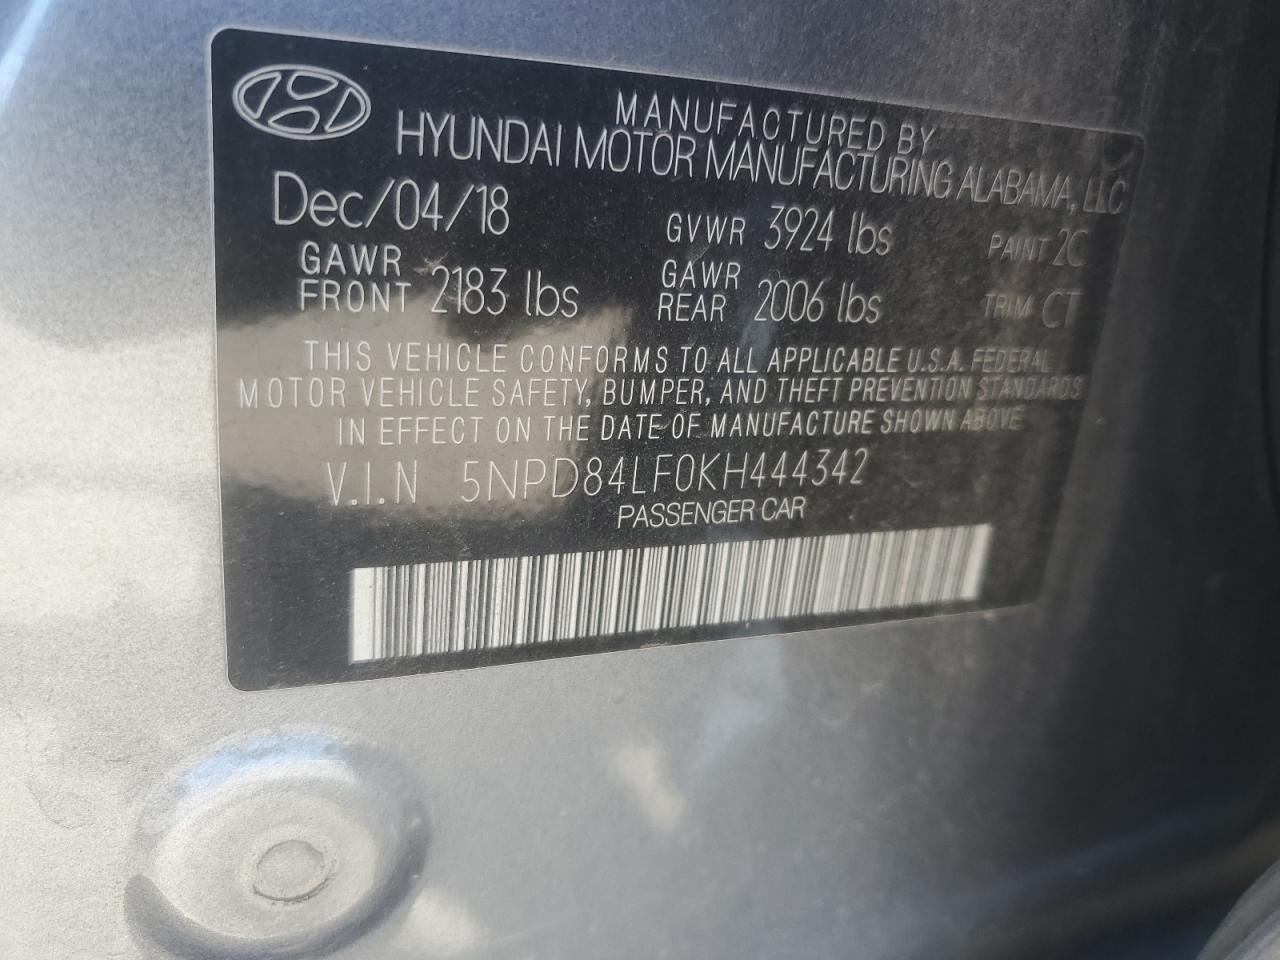 MANUFACTURED BY
HYUNDAI MOTOR MANUFACTURING ALABAMA, LLC
Dec/04/18 GVWR 3924 lbs PAINT 2C
GAWR FRONT 2183 lbs GAWR REAR 2006 lbs TRIM CT
THIS VEHICLE CONFORMS TO ALL APPLICABLE U.S.A. FEDERAL
MOTOR VEHICLE SAFETY, BUMPER, AND THEFT PREVENTION STANDARDS
IN EFFECT ON THE DATE OF MANUFACTURE SHOWN ABOVE
V.I.N 5NPD84LF0KH444342
PASSENGER CAR